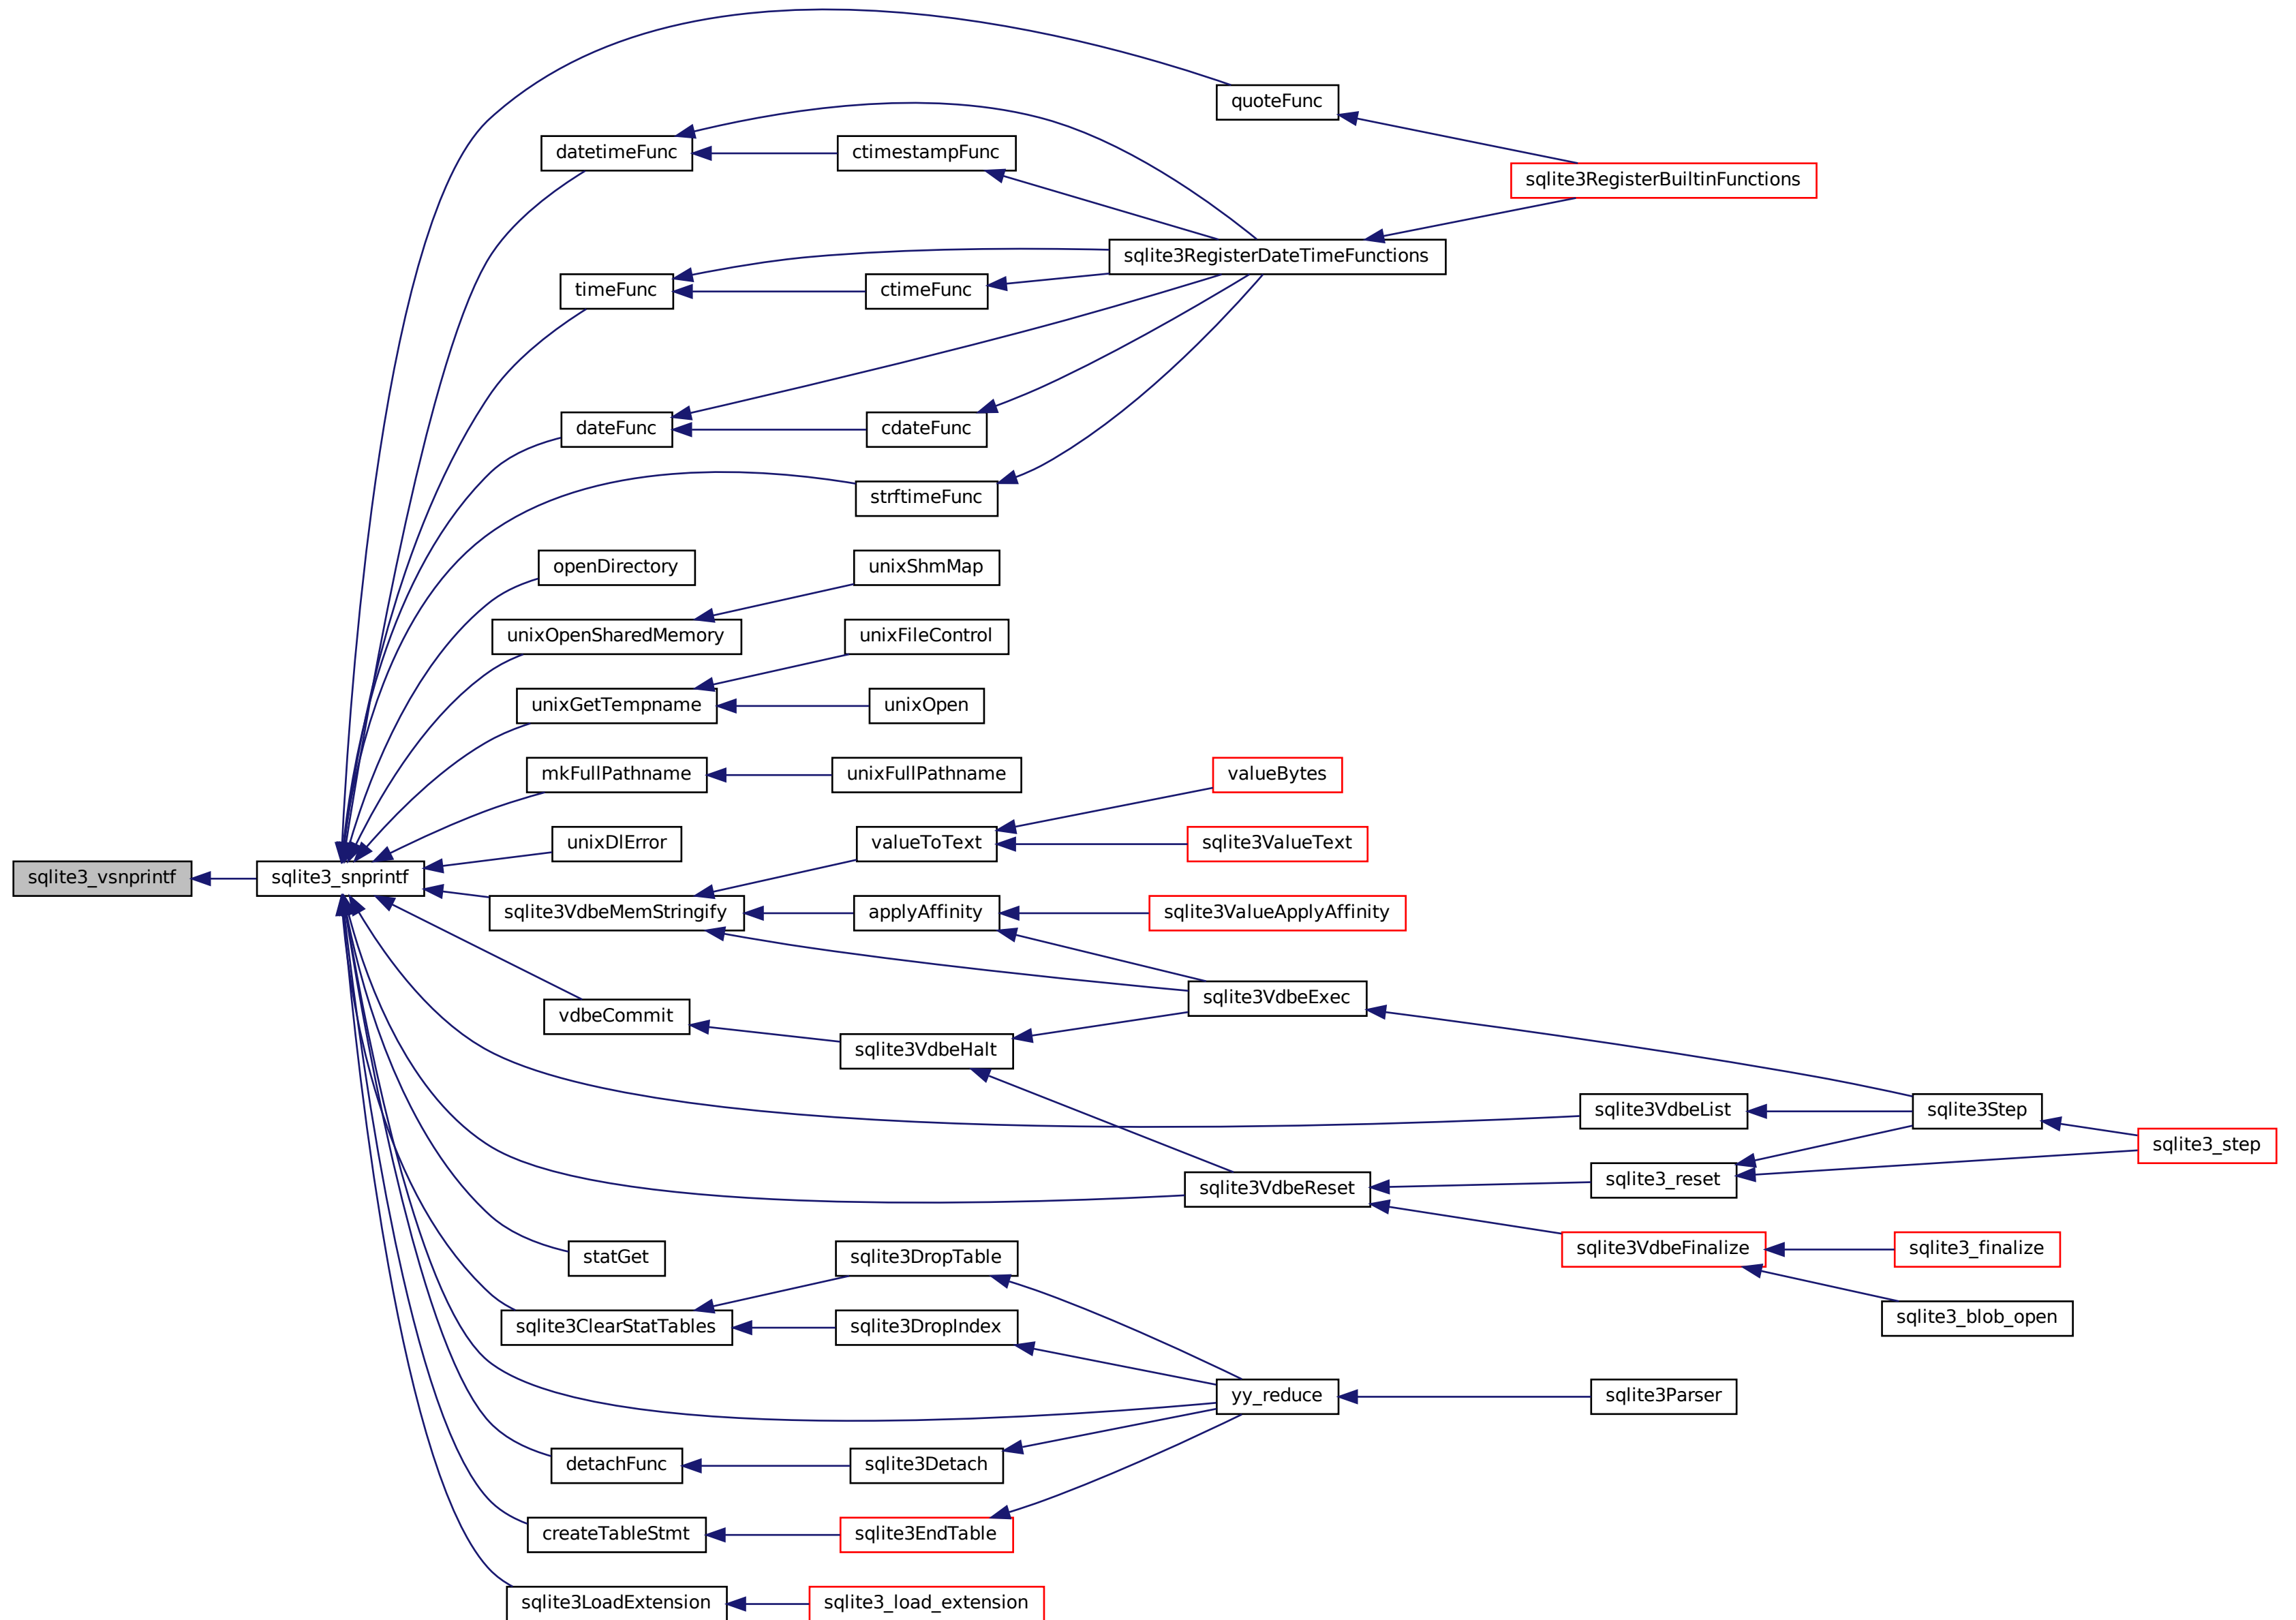 quoteFunc
datetimeFunc
ctimestampFunc
sqlite3RegisterBuiltinFunctions
sqlite3RegisterDateTimeFunctions
timeFunc
ctimeFunc
dateFunc
cdateFunc
strftimeFunc
openDirectory
unixShmMap
unixOpenSharedMemory
unixFileControl
unixGetTempname
unixOpen
mkFullPathname
unixFullPathname
valueBytes
unixDlError
valueToText
sqlite3ValueText
sqlite3_vsnprintf
sqlite3_snprintf
sqlite3VdbeMemStringify
applyAffinity
sqlite3ValueApplyAffinity
sqlite3VdbeExec
vdbeCommit
sqlite3VdbeHalt
sqlite3VdbeList
sqlite3Step
sqlite3_step
sqlite3_reset
sqlite3VdbeReset
statGet
sqlite3DropTable
sqlite3VdbeFinalize
sqlite3_finalize
sqlite3_blob_open
sqlite3ClearStatTables
sqlite3DropIndex
yy_reduce
sqlite3Parser
detachFunc
sqlite3Detach
createTableStmt
sqlite3EndTable
sqlite3LoadExtension
sqlite3_load_extension